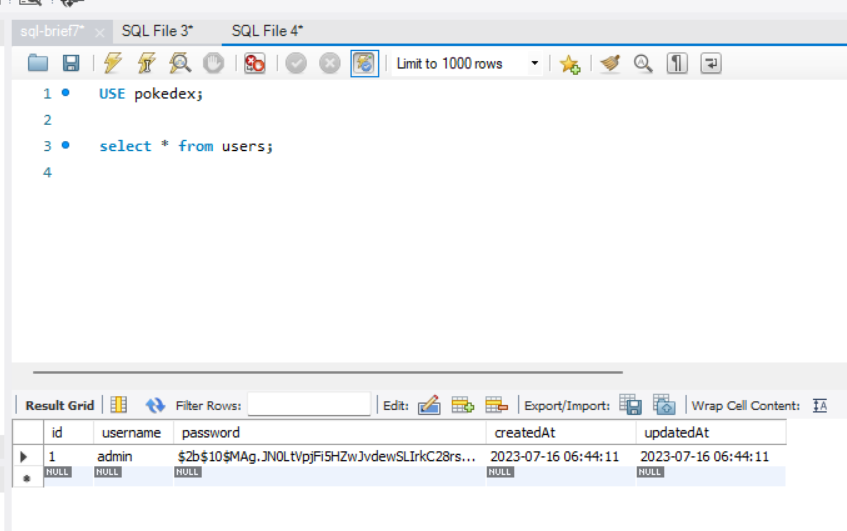 sql-brief7* SQL File 3* SQL File 4*
Limit to 1000 rows
1 USE pokedex;
2
3 select * from users;
4
Result Grid Filter Rows: Edit: Export/Import: Wrap Cell Content: IA
id username password createdAt updatedAt
1 admin $2b$10$MAg.JN0LtVpjFi5HZwJvdewSLIrkC28rs... 2023-07-16 06:44:11 2023-07-16 06:44:11
NULL NULL NULL NULL NULL